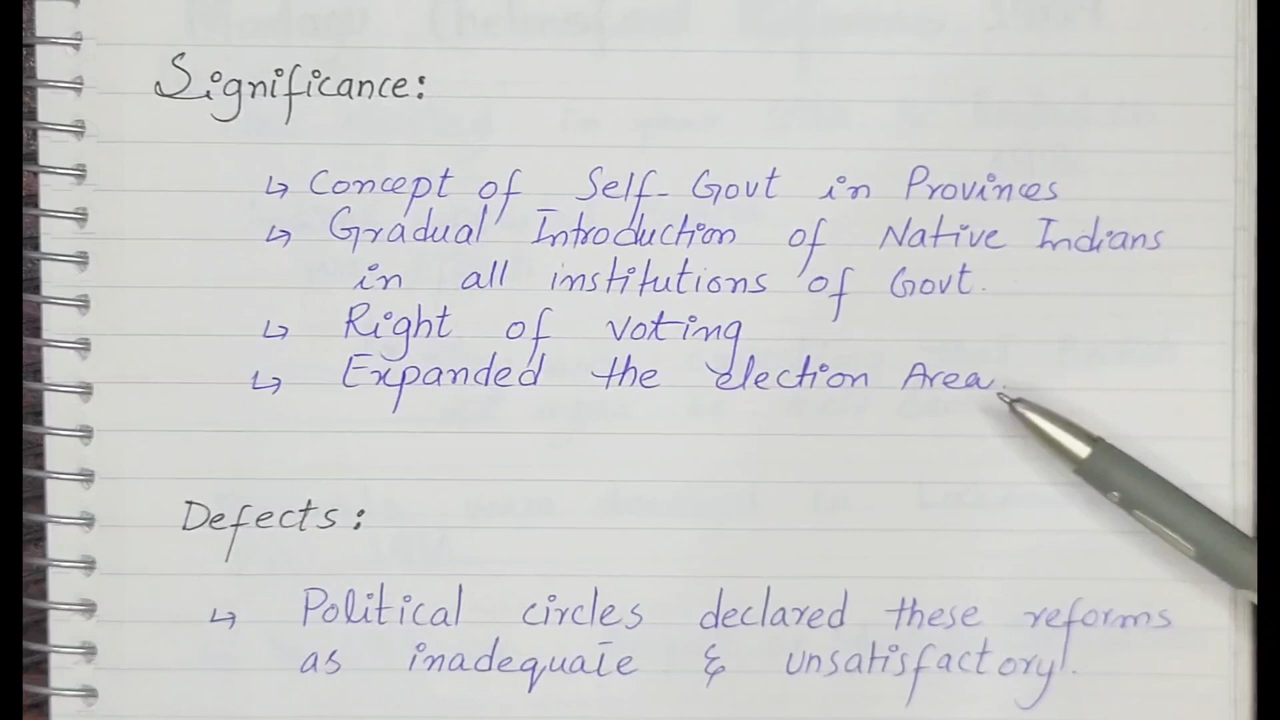 Significance:
↳ Concept of Self-Govt in Provinces
↳ Gradual Introduction of Native Indians
in all institutions of Govt.
↳ Right of voting
↳ Expanded the election Area.
Defects:
↳ Political circles declared these reforms
as inadequate & unsatisfactory.